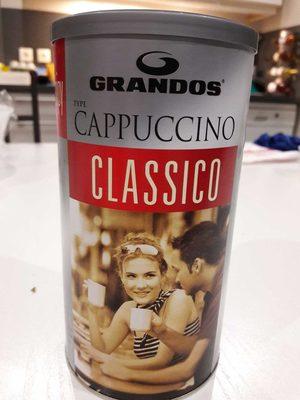 GRANDOS
TYPE
CAPPUCCINO
CLASSICO